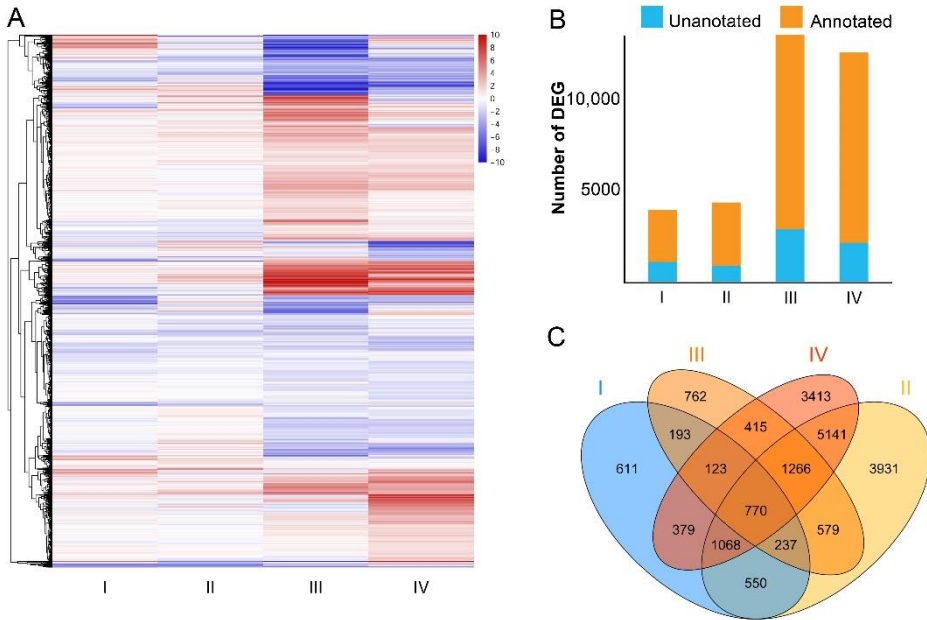 A
10
8
6
4
2
0
−2
−4
−6
−8
−10
I II III IV
B
Unanotated Annotated
Number of DEG
10,000
5000
I II III IV
C
I III IV II
762 3413
193 415 5141
611 123 1266 3931
770
379 1068 237 579
550